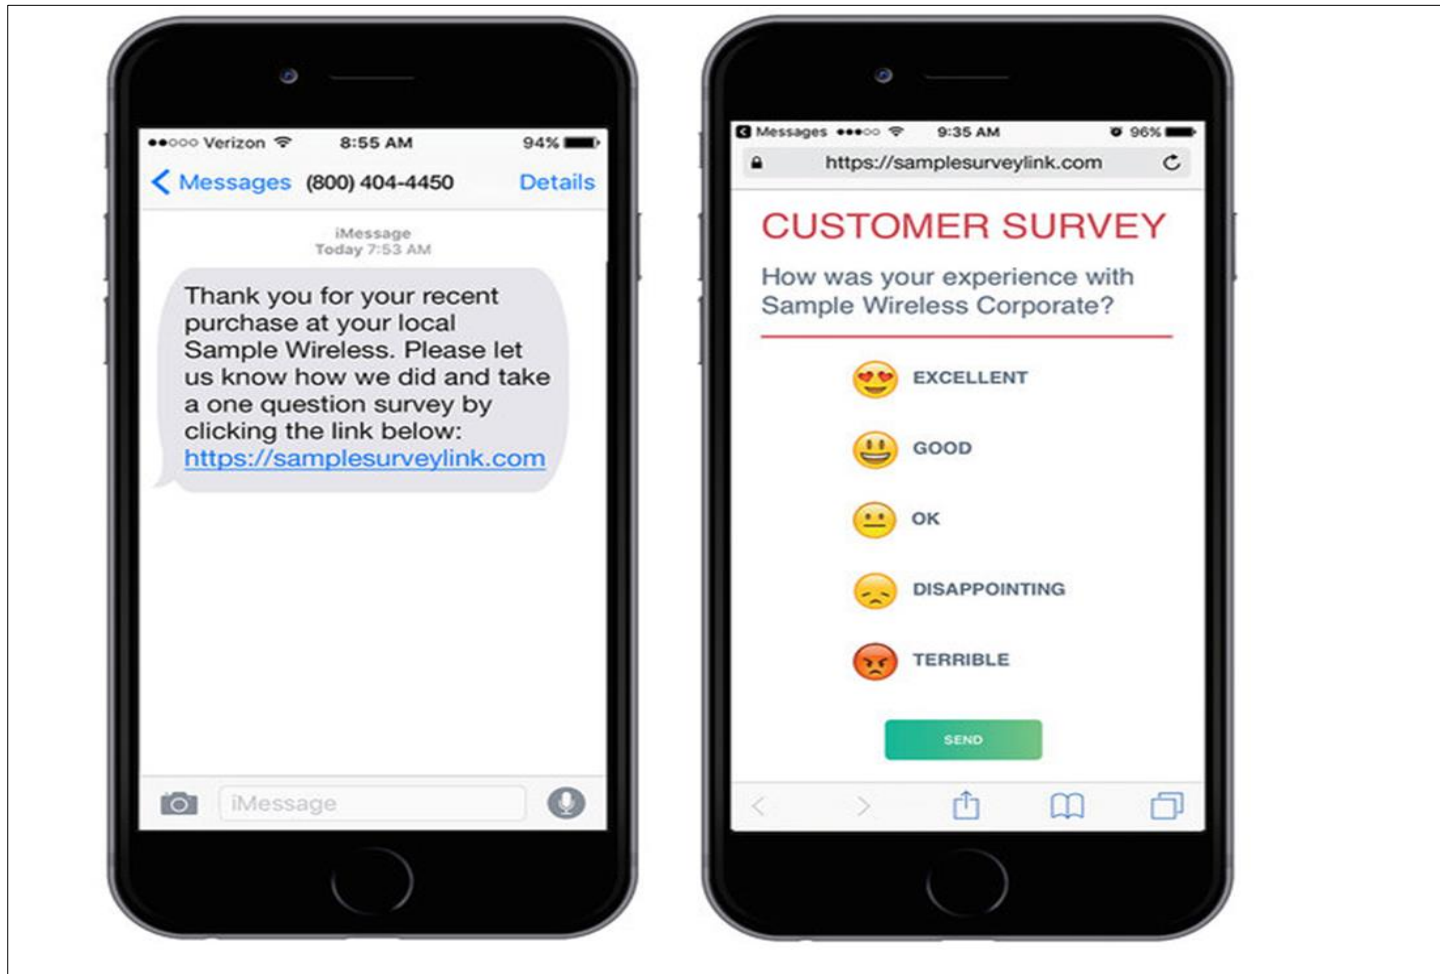 Verizon 8:55 AM 94%
Messages (800) 404-4450 Details
iMessage
Today 7:53 AM
Thank you for your recent
purchase at your local
Sample Wireless. Please let
us know how we did and take
a one question survey by
clicking the link below:
https://samplesurveylink.com
iMessage
Messages 9:35 AM 96%
https://samplesurveylink.com
CUSTOMER SURVEY
How was your experience with
Sample Wireless Corporate?
EXCELLENT
GOOD
OK
DISAPPOINTING
TERRIBLE
SEND